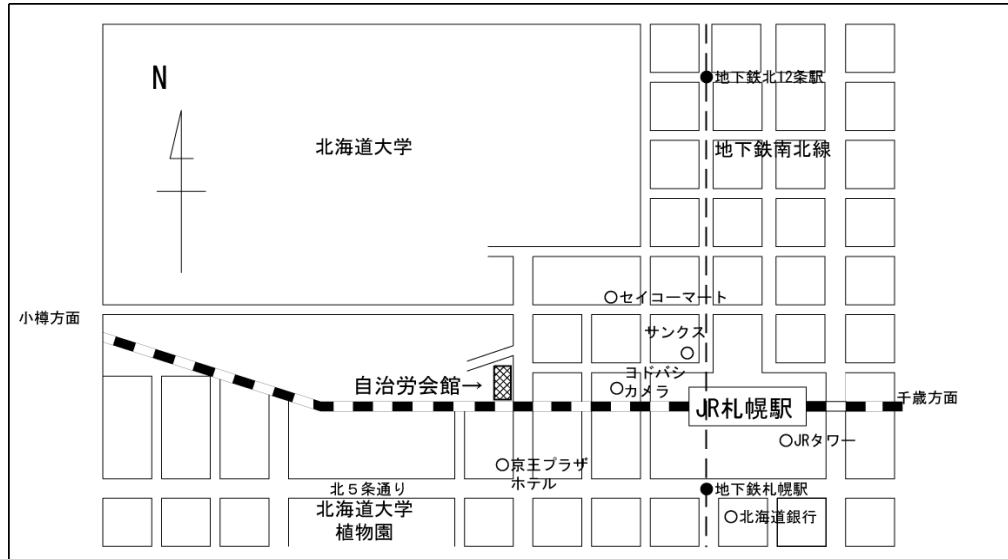 地下鉄北12条駅
N
北海道大学
地下鉄南北線
セイコーマート
小樽方面
サンクス
ヨドバシ
カメラ
自治労会館→
千歳方面
JR札幌駅
JRタワー
京王プラザ
ホテル
北5条通り
地下鉄札幌駅
北海道大学
植物園
北海道銀行